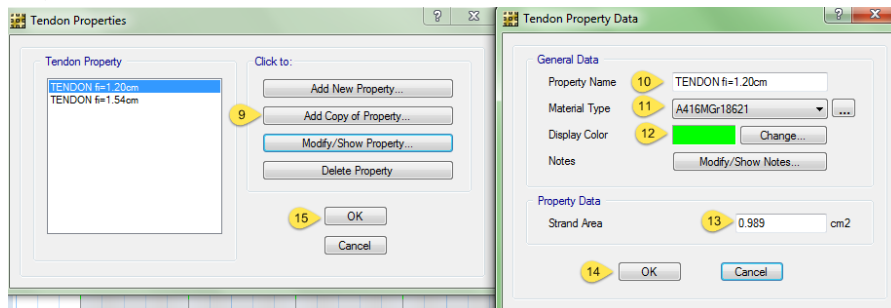 Tendon Properties
Tendon Property
TENDON fi=1.20cm
TENDON fi=1.54cm
Click to:
Add New Property...
9 Add Copy of Property...
Modify/Show Property...
Delete Property
15 OK
Cancel
Tendon Property Data
General Data
Property Name 10 TENDON fi=1.20cm
Material Type 11 A416MGr18621 ...
Display Color 12 Change...
Notes Modify/Show Notes...
Property Data
Strand Area 13 0.989 cm2
14 OK Cancel